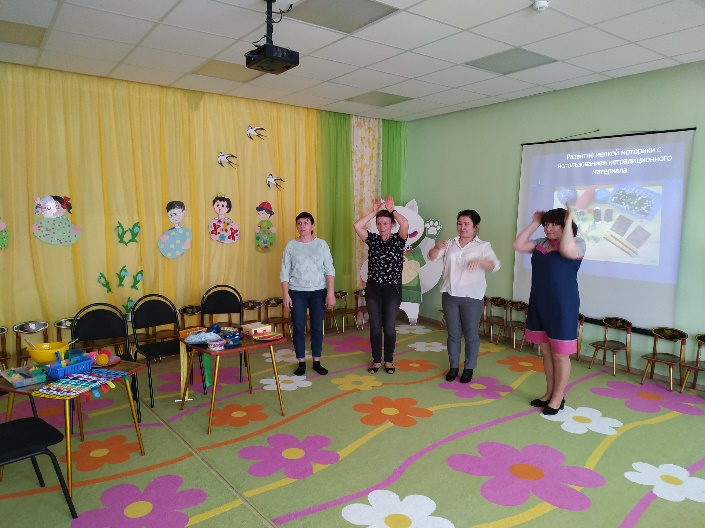 Развитие мелкой моторики с
использованием нетрадиционного
материала